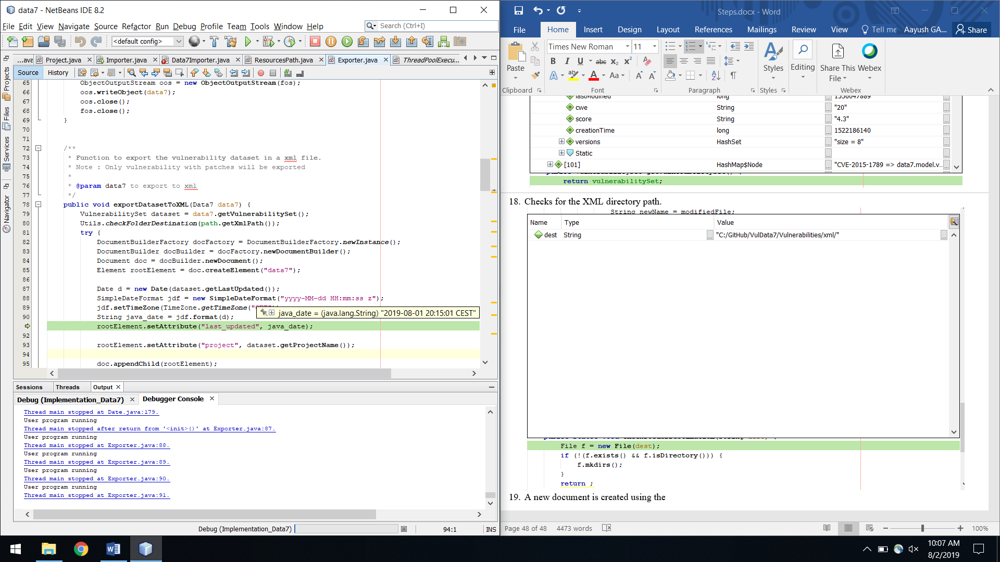 data7 - NetBeans IDE 8.2
File Edit View Navigate Source Refactor Run Debug Profile Team Tools Window Help
Search (Ctrl+I)
<default config>
...ava Project.java Importer.java Data7Importer.java ResourcesPath.java Exporter.java ThreadPoolExecu...
Source History
Projects
Files
Services
Navigator
65 ObjectOutputStream oos = new ObjectOutputStream(fos);
66 oos.writeObject(data7);
67 oos.close();
68 fos.close();
69 }
70
71
72 /**
73 * Function to export the vulnerability dataset in a xml file.
74 * Note : Only vulnerability with patches will be exported
75 *
76 * @param data7 to export to xml
77 */
78 public void exportDatasetToXML(Data7 data7) {
79 VulnerabilitySet dataset = data7.getVulnerabilitySet();
80 Utils.checkFolderDestination(path.getXmlPath());
81 try {
82 DocumentBuilderFactory docFactory = DocumentBuilderFactory.newInstance();
83 DocumentBuilder docBuilder = docFactory.newDocumentBuilder();
84 Document doc = docBuilder.newDocument();
85 Element rootElement = doc.createElement("data7");
86
87 Date d = new Date(dataset.getLastUpdated());
88 SimpleDateFormat jdf = new SimpleDateFormat("yyyy-MM-dd HH:mm:ss z");
89 jdf.setTimeZone(TimeZone.getTimeZone("
java_date = (java.lang.String) "2019-08-01 20:15:01 CEST"
90 String java_date = jdf.format(d);
rootElement.setAttribute("last_updated", java_date);
92
93 rootElement.setAttribute("project", dataset.getProjectName());
94
95 doc.appendChild(rootElement);
Sessions Threads Output
Debug (Implementation_Data7) Debugger Console
Thread main stopped at Date.java:179.
User program running
Thread main stopped after return from '<init>()' at Exporter.java:87.
User program running
Thread main stopped at Exporter.java:88.
User program running
Thread main stopped at Exporter.java:89.
User program running
Thread main stopped at Exporter.java:90.
User program running
Thread main stopped at Exporter.java:91.
Debug (Implementation_Data7) 94:1 INS
Steps.docx - Word
File Home Insert Design Layout References Mailings Review View Tell me Aayush GA... Share
Paste
Clipboard
Times New Roman 11
B I U abc x2 x2
A A Aa A A
Font
Paragraph
Styles
Styles
Editing
Share This File
Webex
Webex
lastModified long 1556047889
cwe String "20"
score String "4.3"
creationTime long 1522186140
versions HashSet "size = 8"
Static
[101] HashMap$Node "CVE-2015-1789 => data7.model.v...
return vulnerabilitySet;
18. Checks for the XML directory path.
String newName = modifiedFile;
Name Type Value
dest String "C:/GitHub/VulData7/Vulnerabilities/xml/"
File f = new File(dest);
if (!(f.exists() && f.isDirectory())) {
f.mkdirs();
}
return ;
19. A new document is created using the
Page 48 of 48 4473 words 100%
10:07 AM
8/2/2019